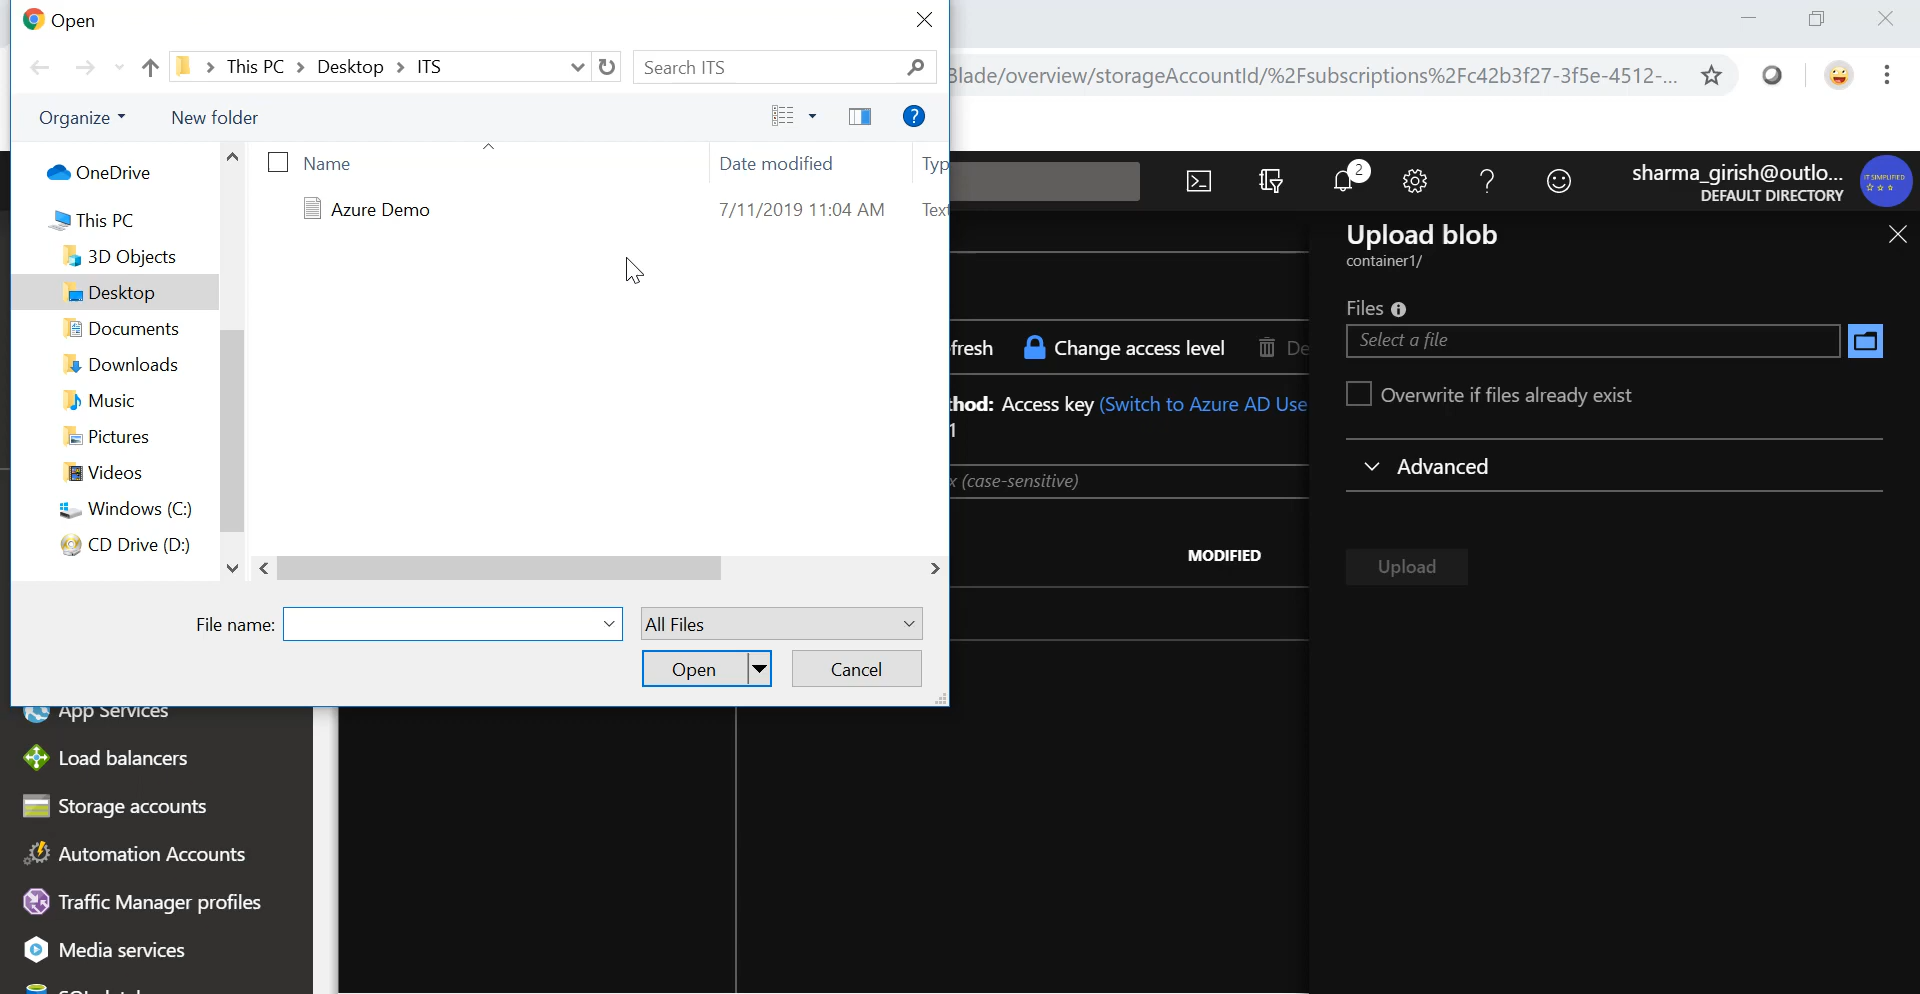 Open
This PC > Desktop > ITS
Search ITS
Organize
New folder
Name
Date modified
Typ
Azure Demo
7/11/2019 11:04 AM
Text
OneDrive
This PC
3D Objects
Desktop
Documents
Downloads
Music
Pictures
Videos
Windows (C:)
CD Drive (D:)
File name:
All Files
Open
Cancel
Blade/overview/storageAccountId/%2Fsubscriptions%2Fc42b3f27-3f5e-4512-...
2
sharma_girish@outlo...
DEFAULT DIRECTORY
IT SIMPLIFIED
Upload blob
container1/
Files
Select a file
Overwrite if files already exist
Advanced
Upload
fresh
Change access level
De
hod: Access key (Switch to Azure AD Use
1
x (case-sensitive)
MODIFIED
App Services
Load balancers
Storage accounts
Automation Accounts
Traffic Manager profiles
Media services